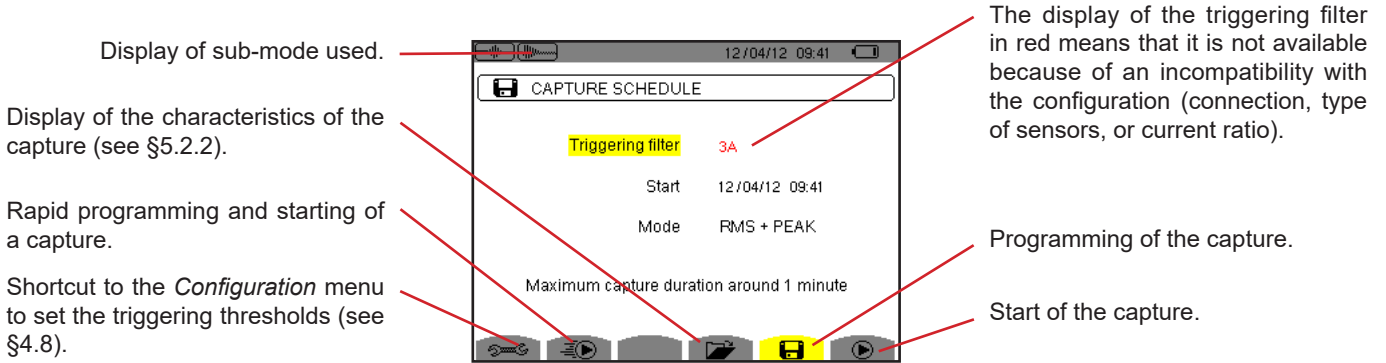 Display of sub-mode used.
Display of the characteristics of the
capture (see §5.2.2).
Rapid programming and starting of
a capture.
Shortcut to the Configuration menu
to set the triggering thresholds (see
§4.8).
12/04/12 09:41
CAPTURE SCHEDULE
Triggering filter 3A
Start 12/04/12 09:41
Mode RMS + PEAK
Maximum capture duration around 1 minute
The display of the triggering filter
in red means that it is not available
because of an incompatibility with
the configuration (connection, type
of sensors, or current ratio).
Programming of the capture.
Start of the capture.